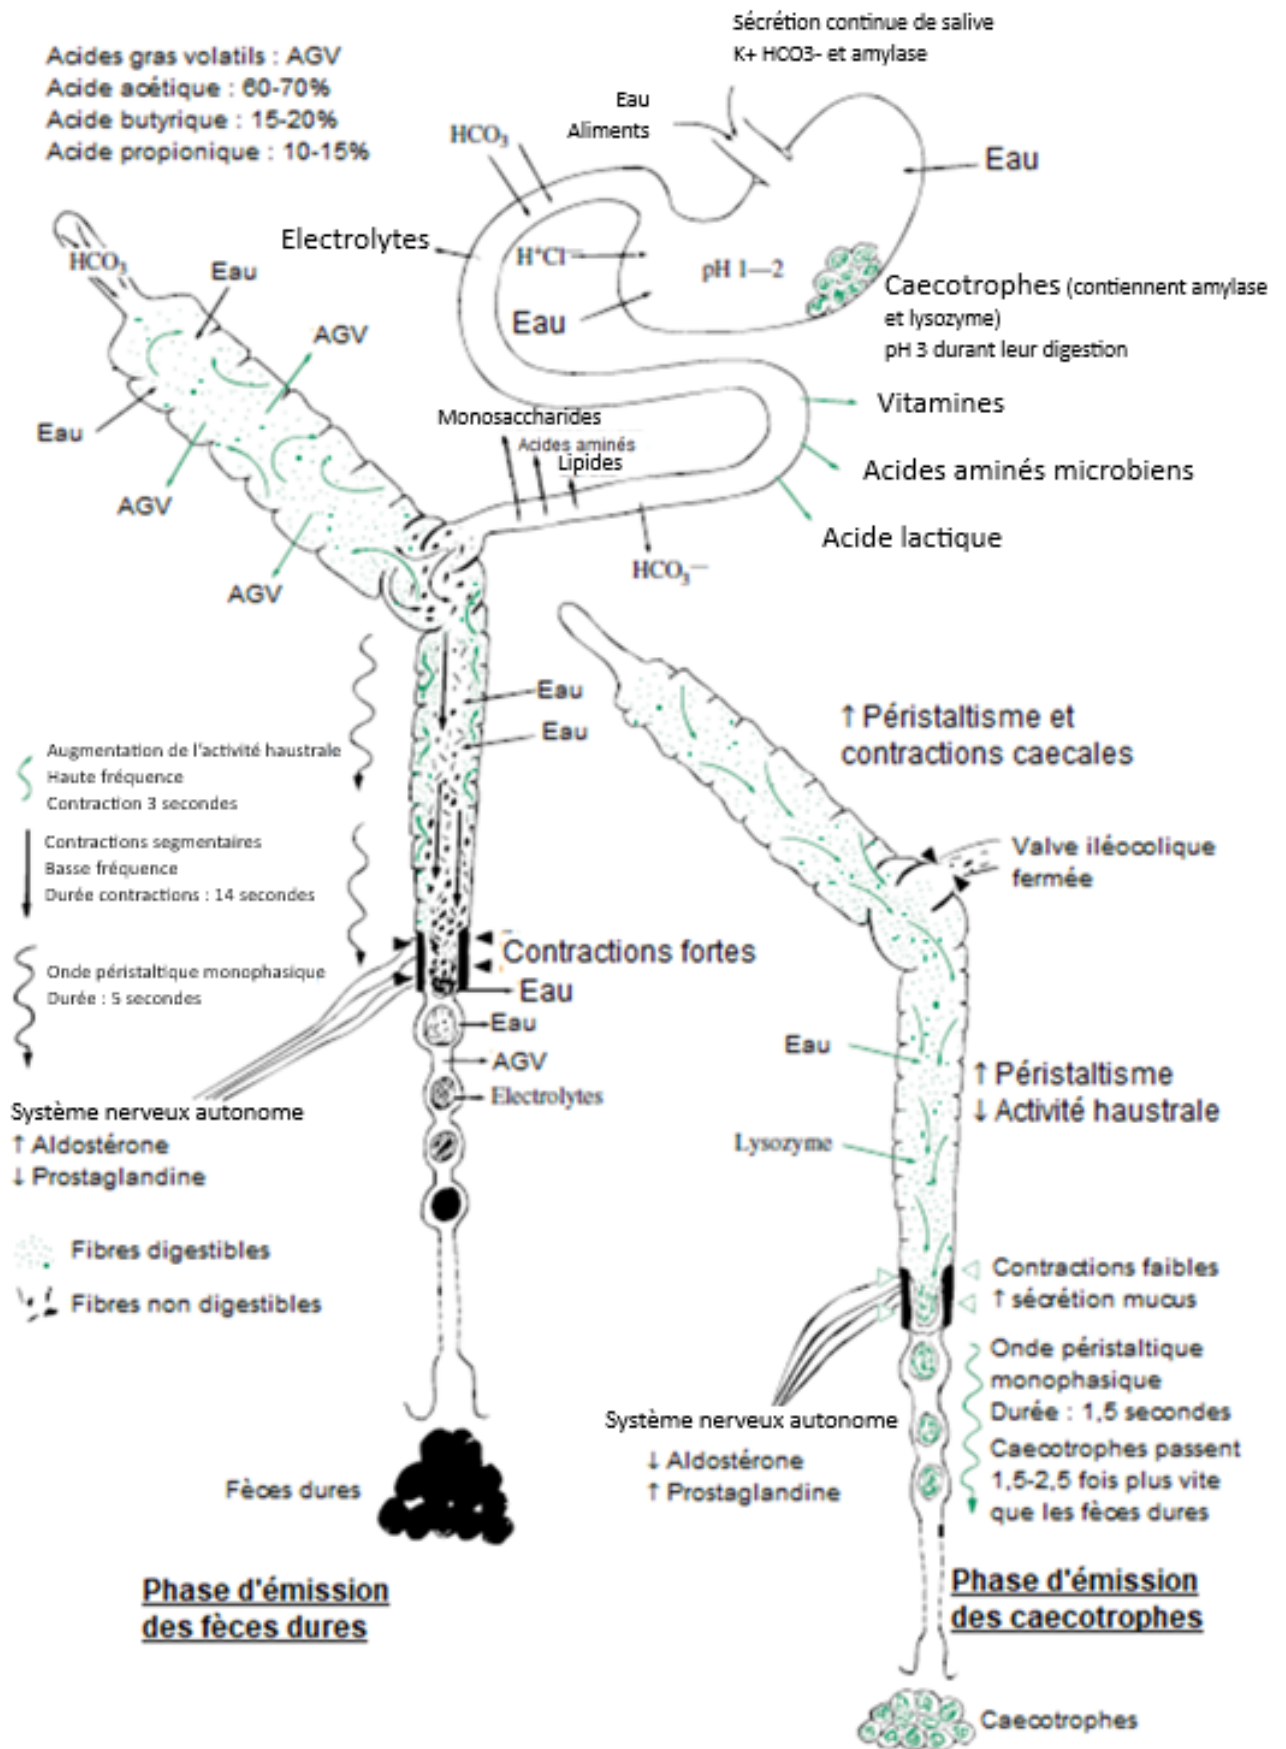 Sécrétion continue de salive
K+ HCO3- et amylase
Acides gras volatils : AGV
Acide acétique : 60-70%
Acide butyrique : 15-20%
Acide propionique : 10-15%
Eau
Aliments
HCO₃
Eau
Electrolytes
H⁺Cl⁻
pH 1—2
Eau
HCO₃
Eau
AGV
Eau
AGV
AGV
Caecotrophes (contiennent amylase
et lysozyme)
pH 3 durant leur digestion
Vitamines
Monosaccharides
Acides aminés
Lipides
Acides aminés microbiens
Acide lactique
HCO₃—
Eau
Eau
Augmentation de l'activité haustrale
Haute fréquence
Contraction 3 secondes
Contractions segmentaires
Basse fréquence
Durée contractions : 14 secondes
Onde péristaltique monophasique
Durée : 5 secondes
Contractions fortes
Eau
Eau
AGV
Electrolytes
Système nerveux autonome
↑ Aldostérone
↓ Prostaglandine
Fibres digestibles
Fibres non digestibles
Fèces dures
Phase d'émission
des fèces dures
↑ Péristaltisme et
contractions caecales
Valve iléocolique
fermée
Eau
↑ Péristaltisme
↓ Activité haustrale
Lysozyme
Contractions faibles
↑ sécrétion mucus
Onde péristaltique
monophasique
Durée : 1,5 secondes
Caecotrophes passent
1,5-2,5 fois plus vite
que les fèces dures
Système nerveux autonome
↓ Aldostérone
↑ Prostaglandine
Phase d'émission
des caecotrophes
Caecotrophes